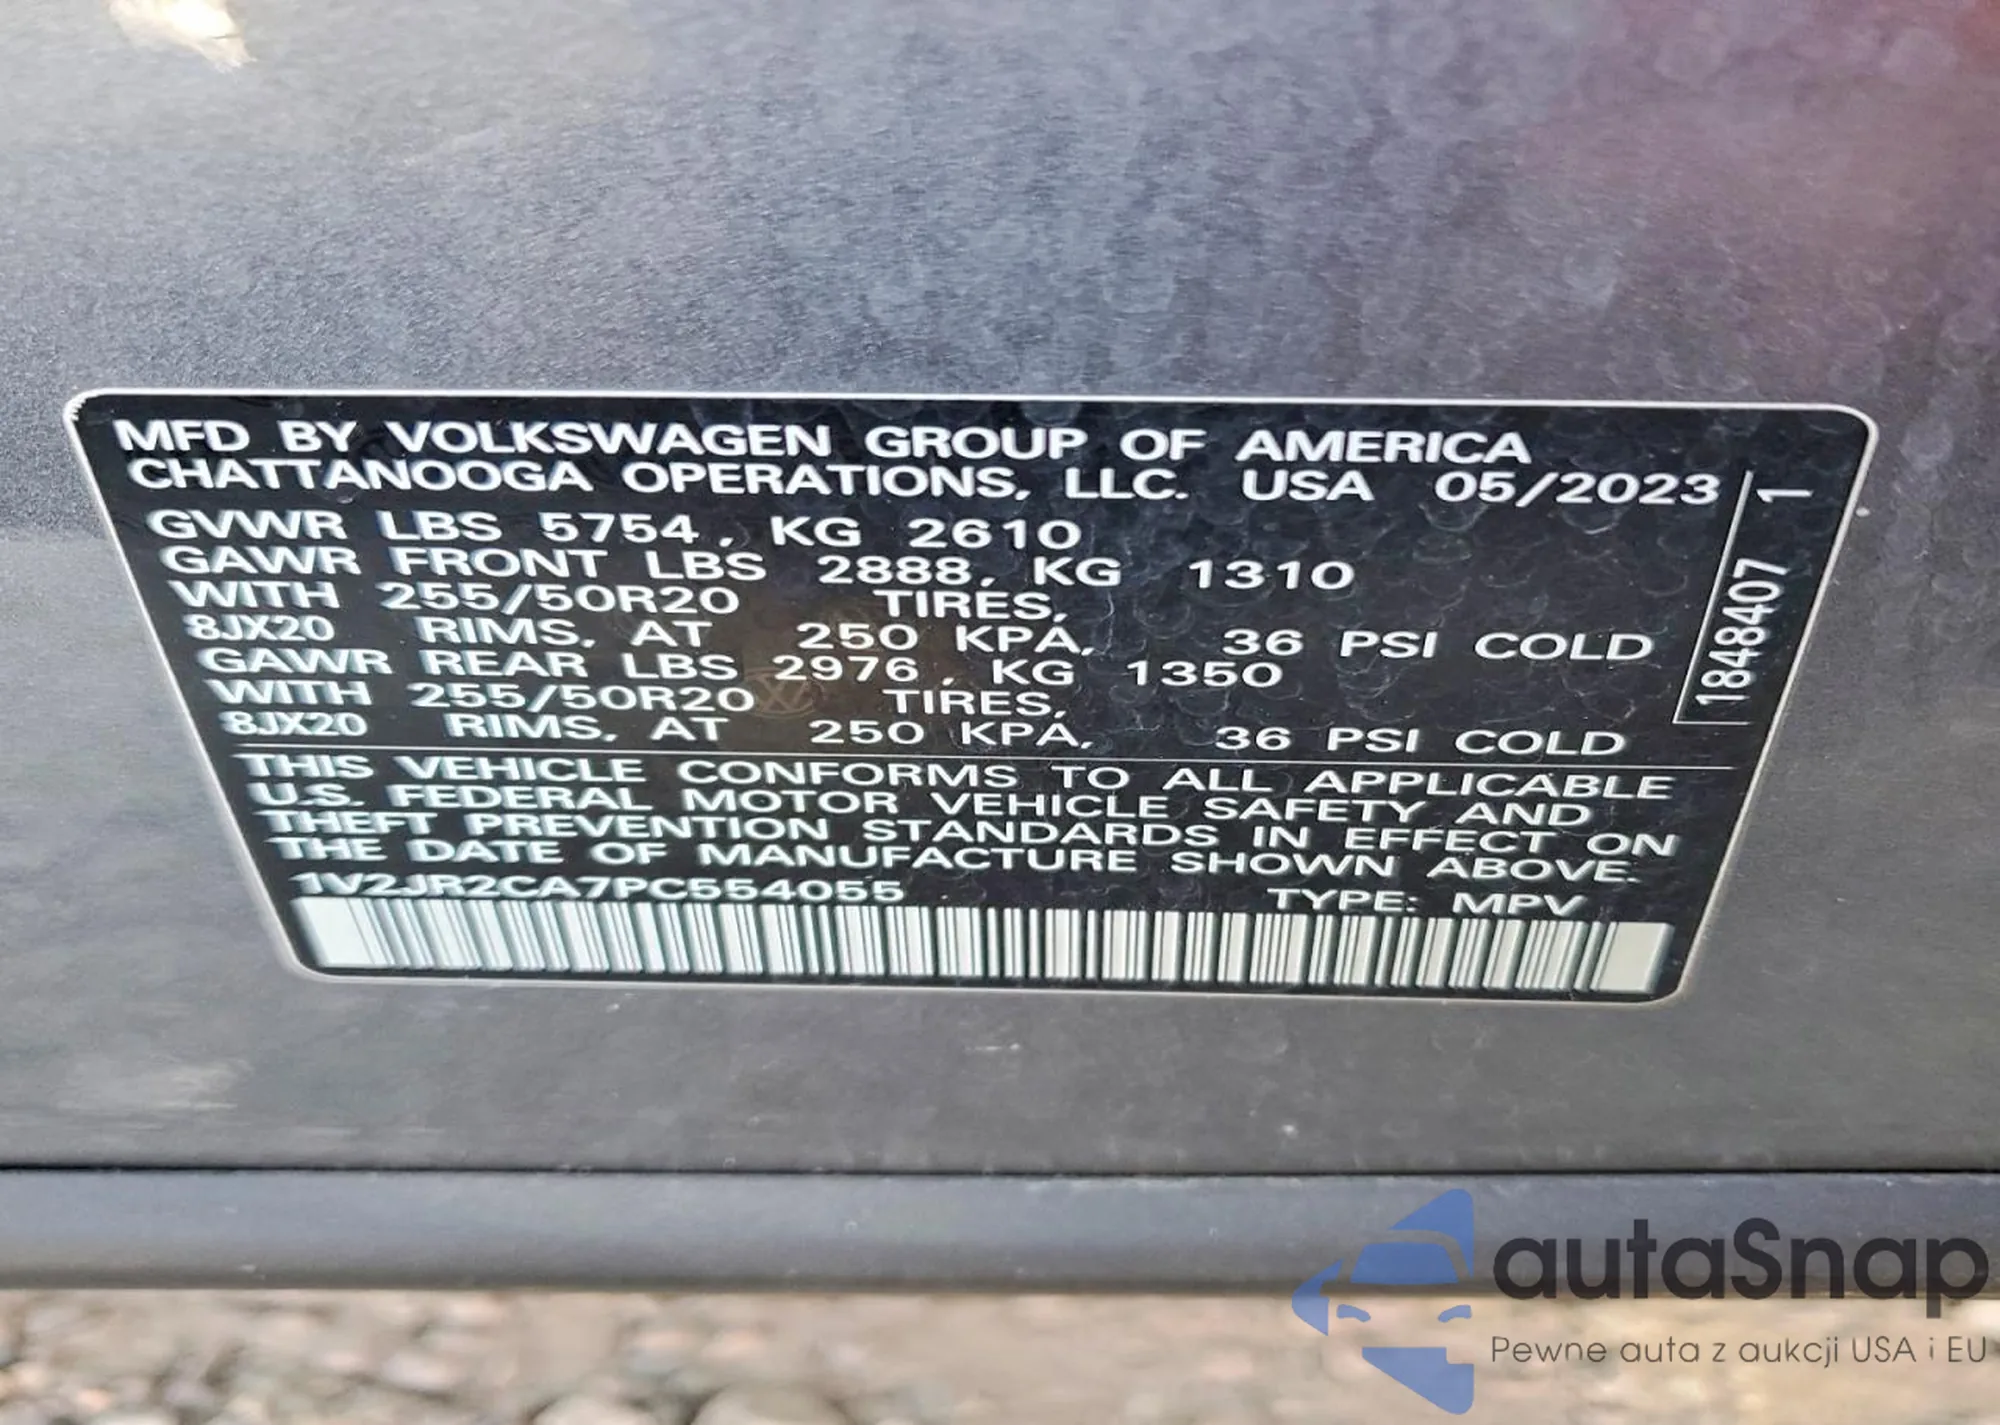 MFD BY VOLKSWAGEN GROUP OF AMERICA
CHATTANOOGA OPERATIONS, LLC. USA 05/2023
GVWR LBS 5754, KG 2610
GAWR FRONT LBS 2888, KG 1310
WITH 255/50R20 TIRES,
8JX20 RIMS, AT 250 KPA, 36 PSI COLD
GAWR REAR LBS 2976, KG 1350
WITH 255/50R20 TIRES,
8JX20 RIMS, AT 250 KPA, 36 PSI COLD
THIS VEHICLE CONFORMS TO ALL APPLICABLE
U.S. FEDERAL MOTOR VEHICLE SAFETY AND
THEFT PREVENTION STANDARDS IN EFFECT ON
THE DATE OF MANUFACTURE SHOWN ABOVE.
1V2JR2CA7PC554055 TYPE: MPV
1848407 1
autaSnap
Pewne auta z aukcji USA i EU